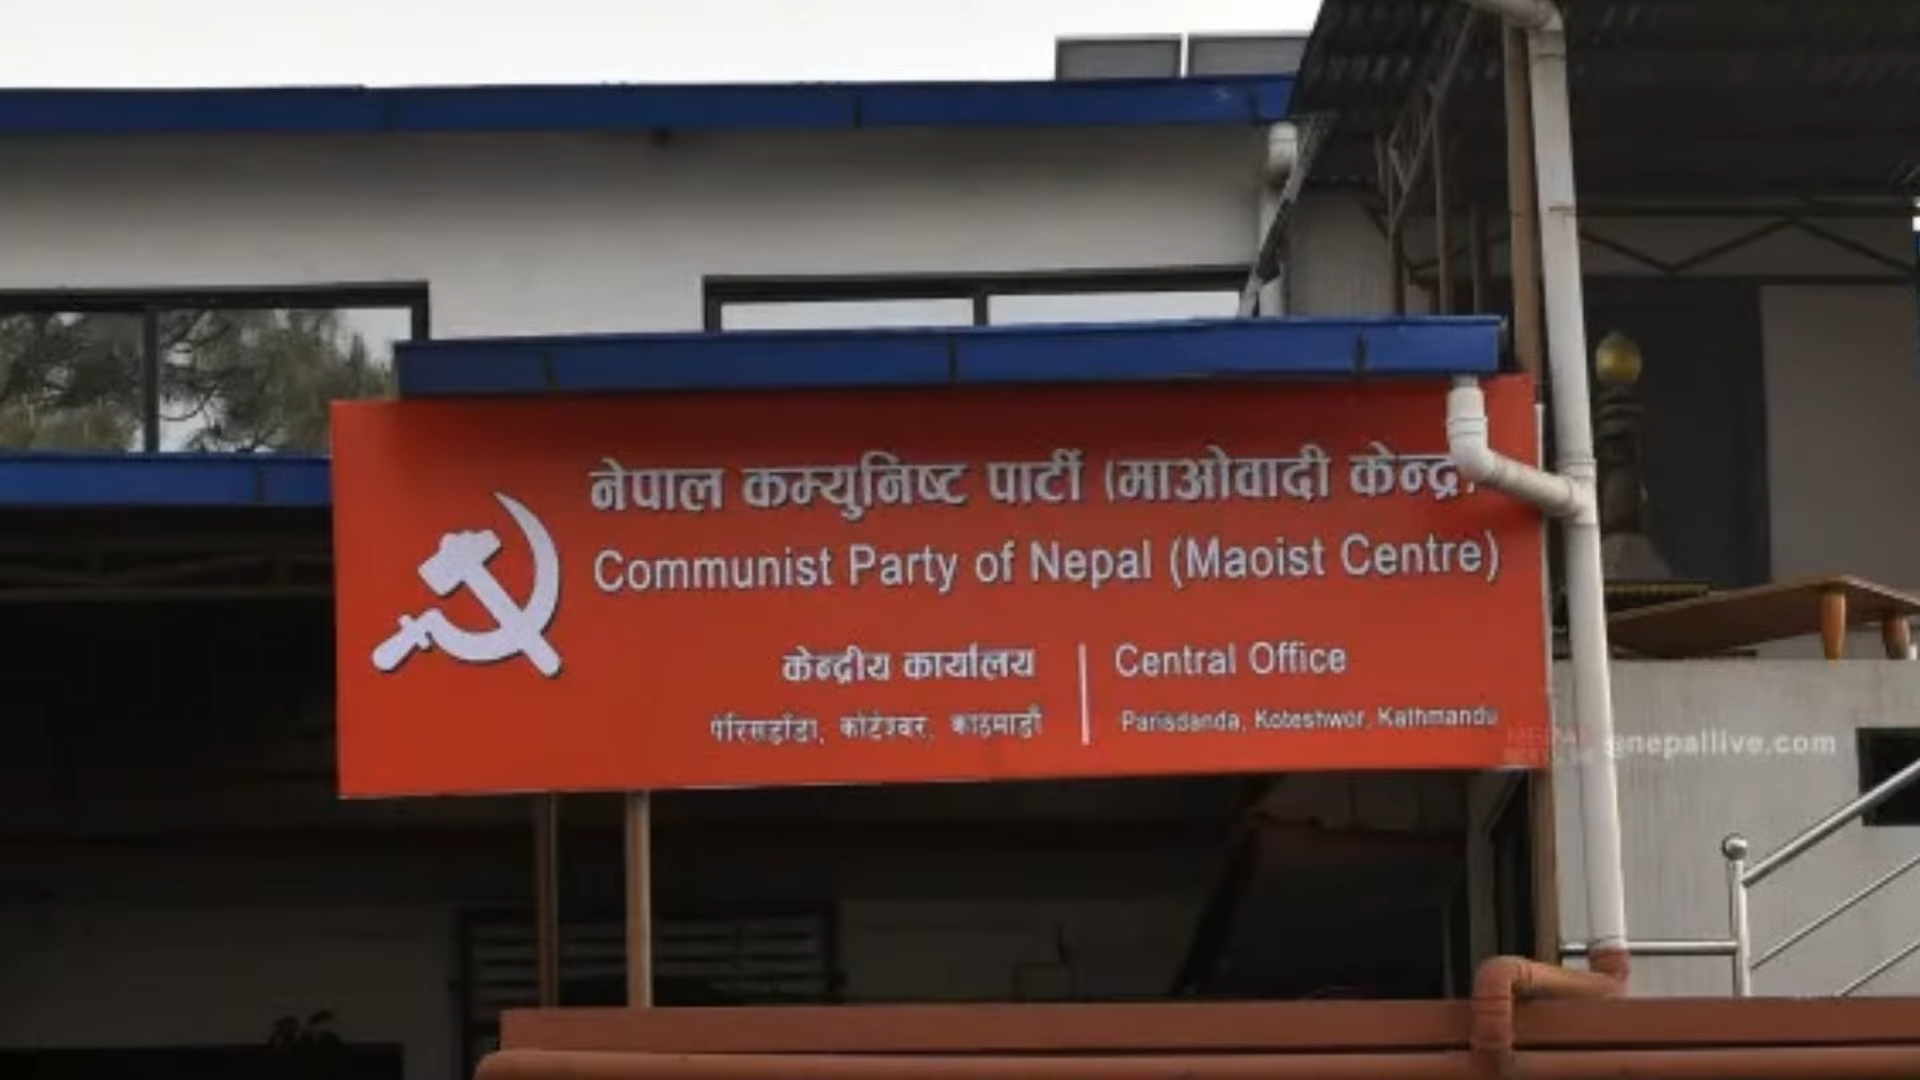 नेपाल कम्युनिष्ट पार्टी (माओवादी केन्द्र)
Communist Party of Nepal (Maoist Centre)
केन्द्रीय कार्यालय
पेरिसडाँडा, कोटेश्वर, काठमाडौं
Central Office
Parisdanda, Koteshwor, Kathmandu
nepallive.com